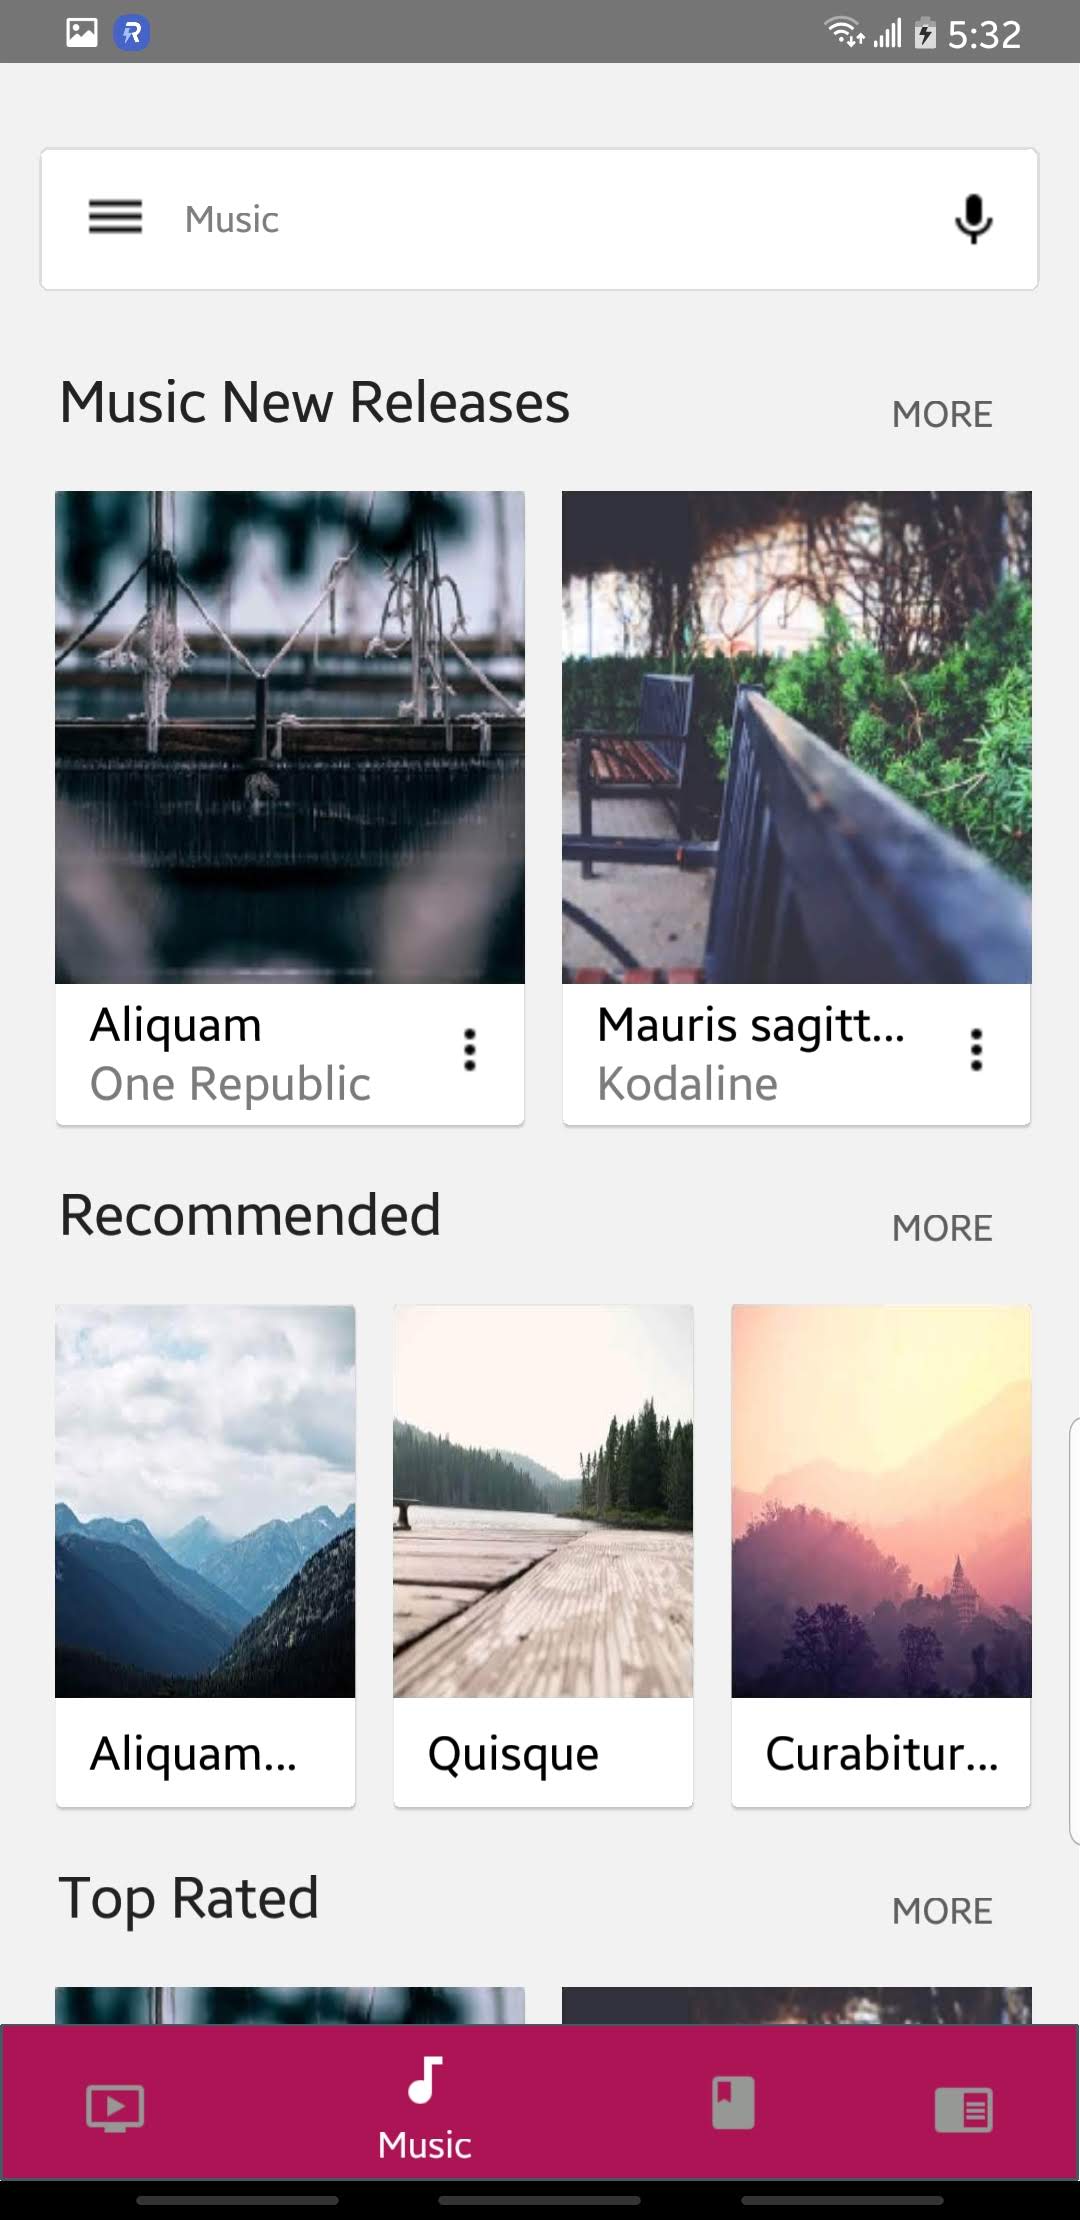 5:32
Music
Music New Releases
MORE
Aliquam
One Republic
Mauris sagitt...
Kodaline
Recommended
MORE
Aliquam...
Quisque
Curabitur...
Top Rated
MORE
Music